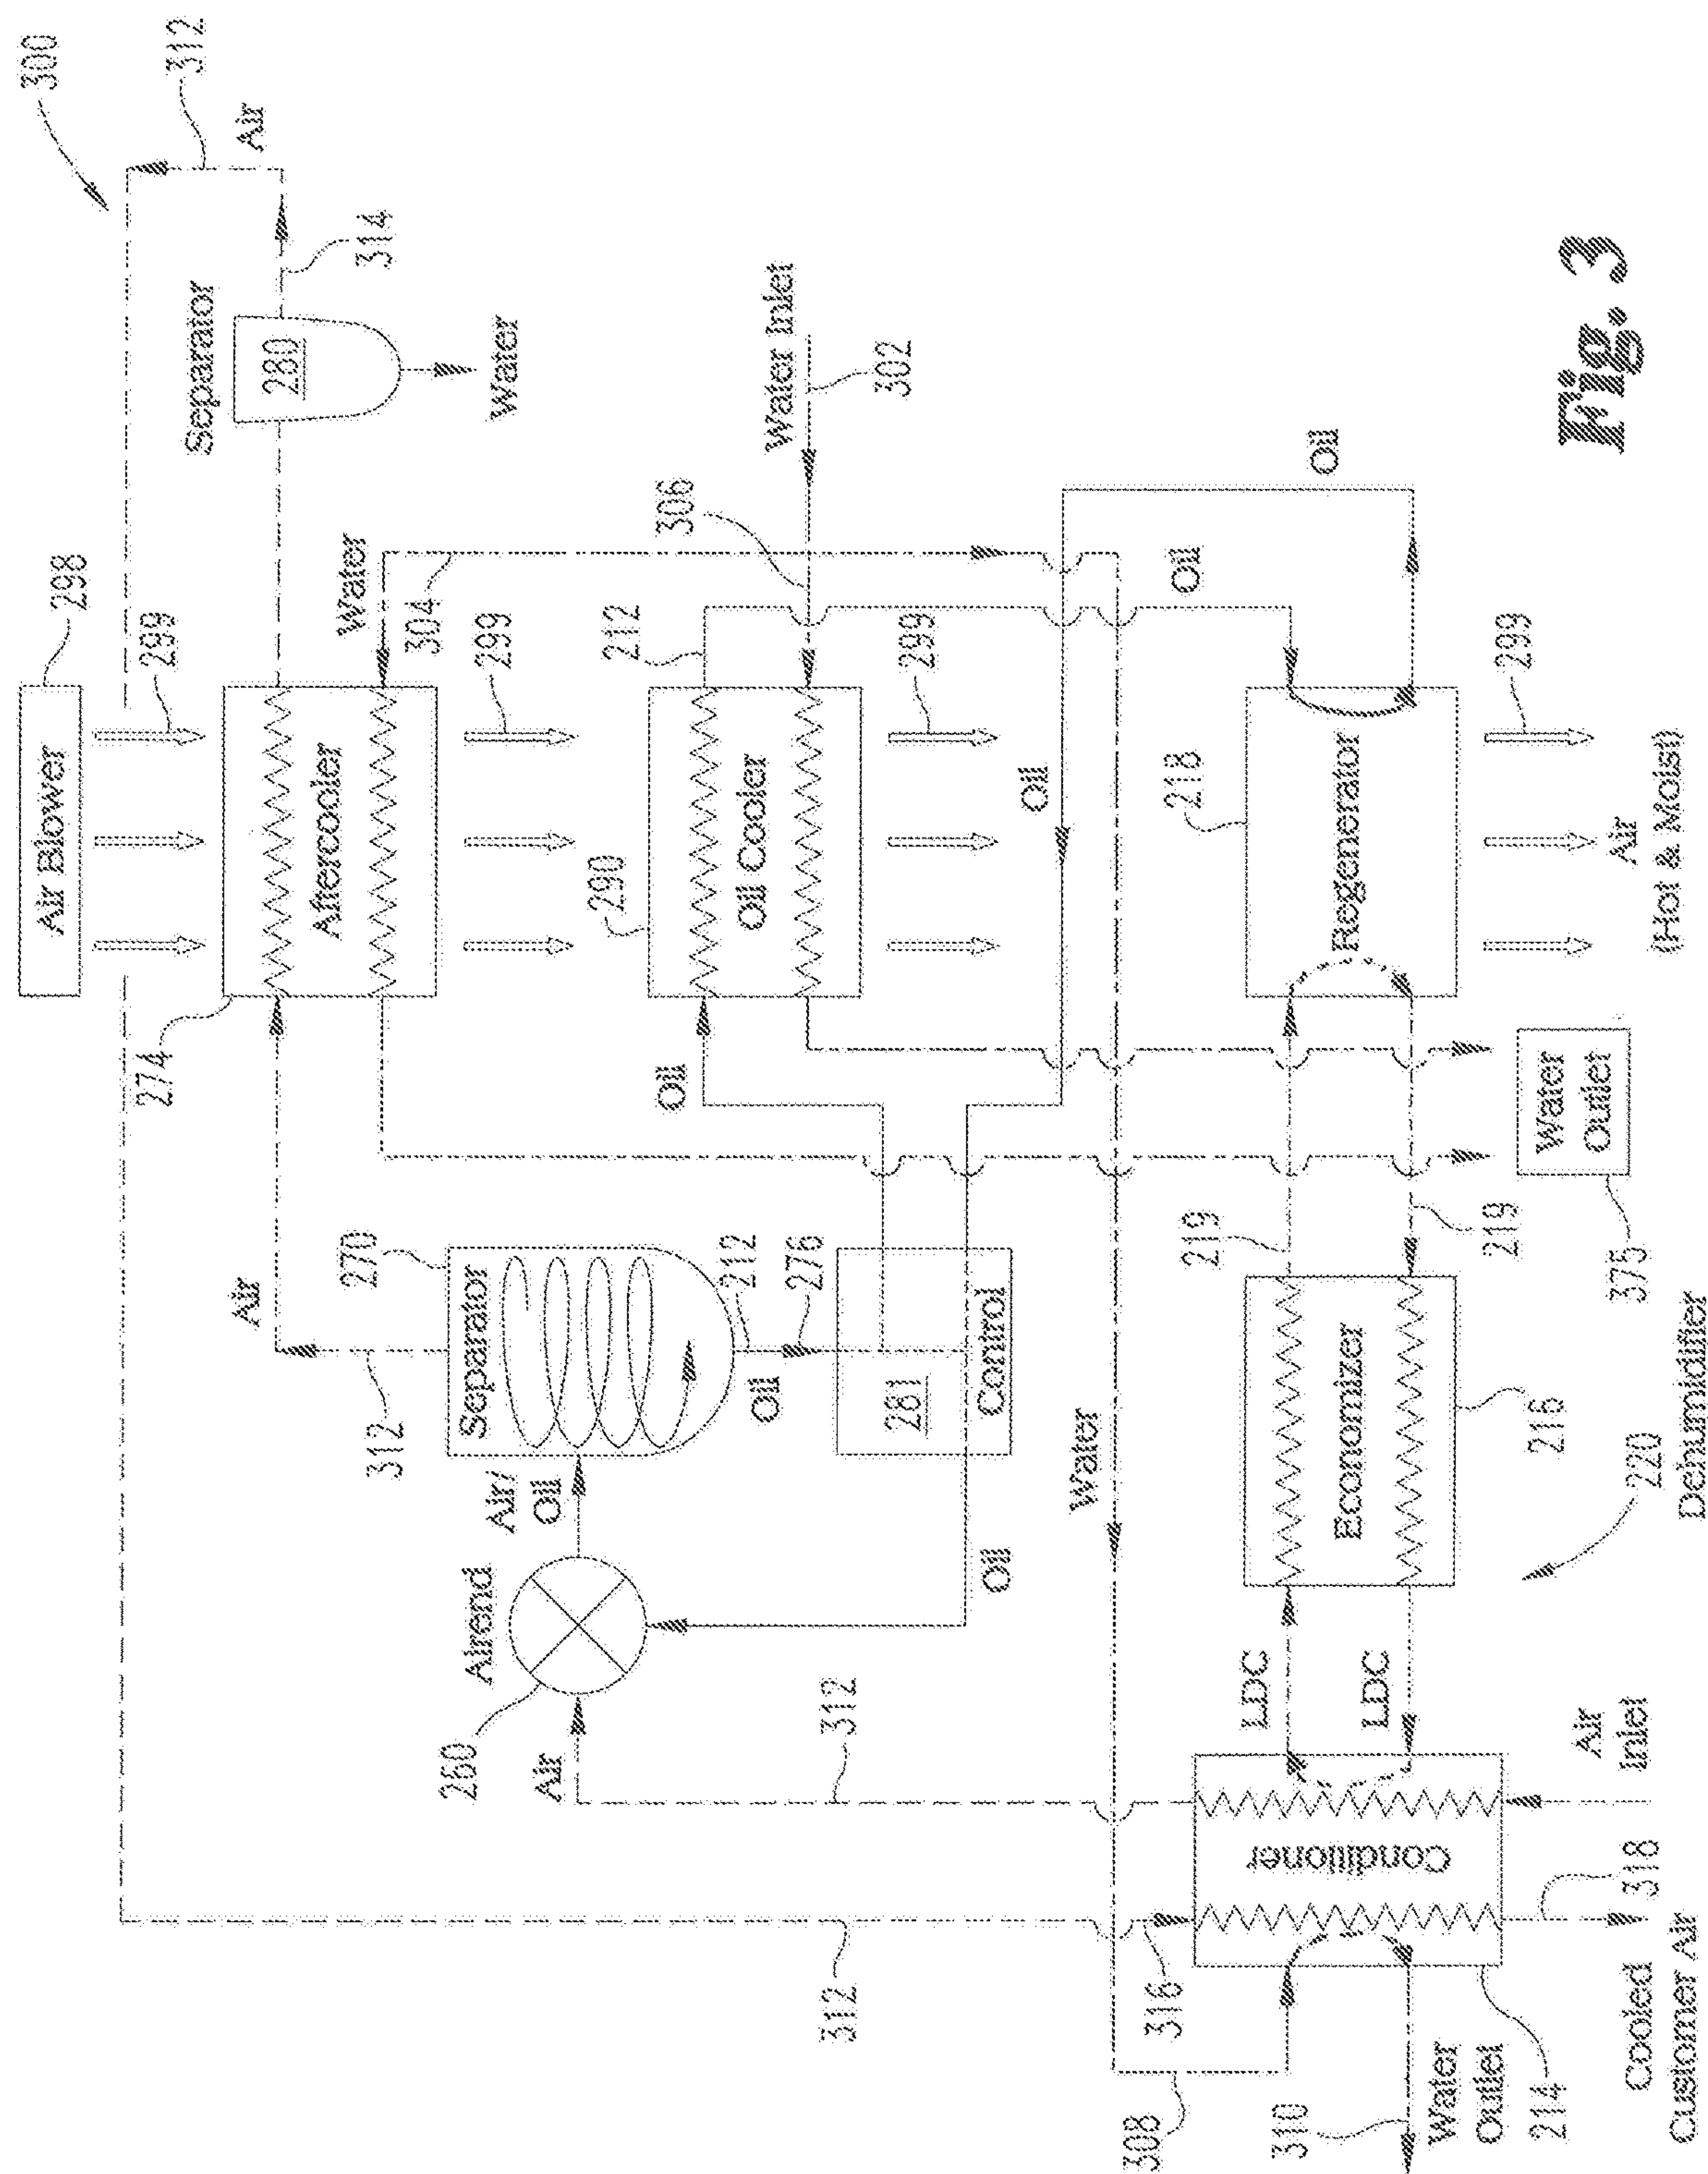 Air Blower
298
300
312
Air
299
274
Aftercooler
Air
312
Separator
280
314
Water
Water
304
299
270
Separator
Air/
Oil
Airend
260
Air
312
212
276
Oil
281
Control
Oil
Oil
290
Oil Cooler
212
306
Water Inlet
302
299
Oil
Water
312
316
308
310
Water
Outlet
214
Conditioner
LDC
LDC
Cooled
Customer Air
318
Air
Inlet
Economizer
216
219
219
220
Dehumidifier
Water
Outlet
375
218
Regenerator
Oil
Oil
299
Air
(Hot & Moist)
Fig. 3